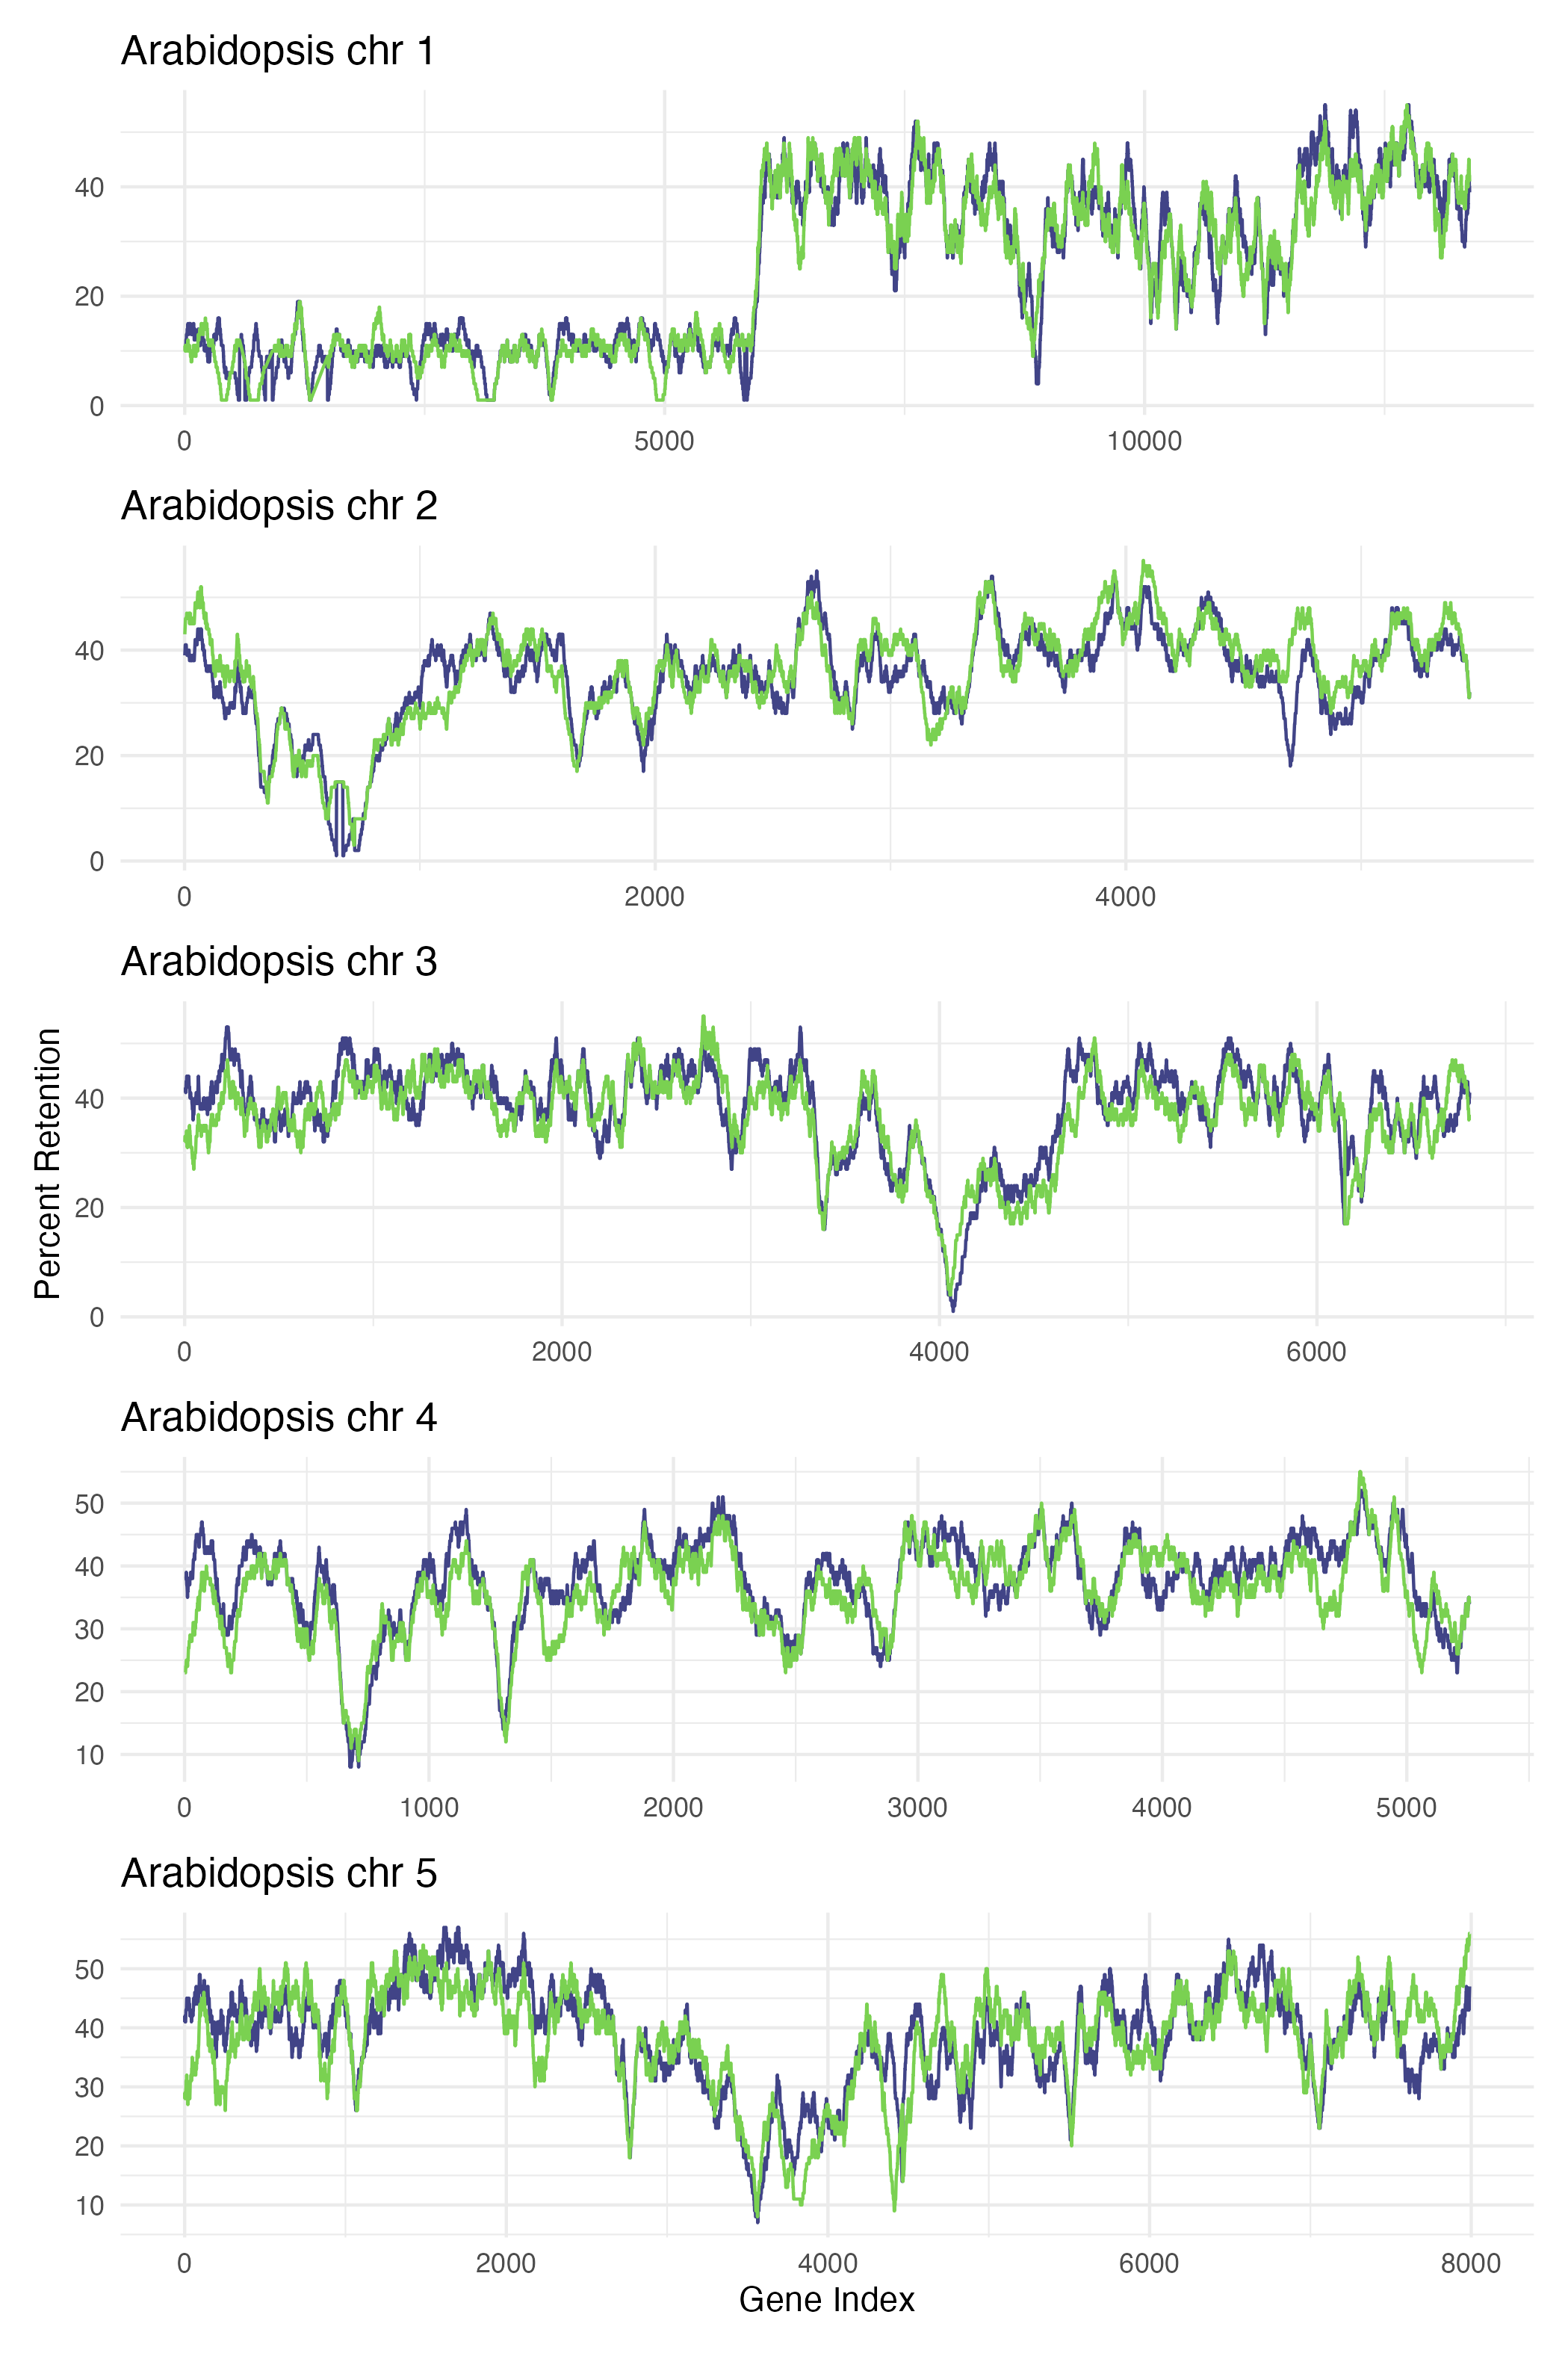 Arabidopsis chr 1
40
20
0
0 5000 10000
Arabidopsis chr 2
40
20
0
0 2000 4000
Arabidopsis chr 3
Percent Retention
40
20
0
0 2000 4000 6000
Arabidopsis chr 4
50
40
30
20
10
0 1000 2000 3000 4000 5000
Arabidopsis chr 5
50
40
30
20
10
0 2000 4000 6000 8000
Gene Index